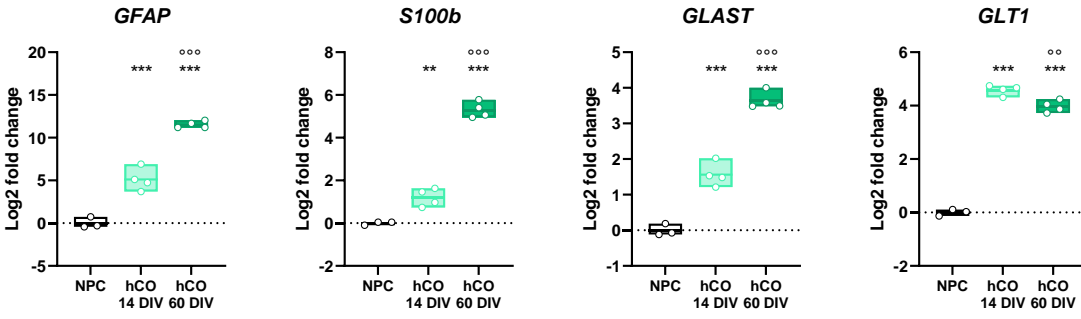 GFAP
Log2 fold change
20
15
10
5
0
-5
***
°°°
***
NPC
hCO
14 DIV
hCO
60 DIV
S100b
Log2 fold change
8
6
4
2
0
-2
**
°°°
***
NPC
hCO
14 DIV
hCO
60 DIV
GLAST
Log2 fold change
5
4
3
2
1
0
-1
***
°°°
***
NPC
hCO
14 DIV
hCO
60 DIV
GLT1
Log2 fold change
6
4
2
0
-2
***
°°
***
NPC
hCO
14 DIV
hCO
60 DIV